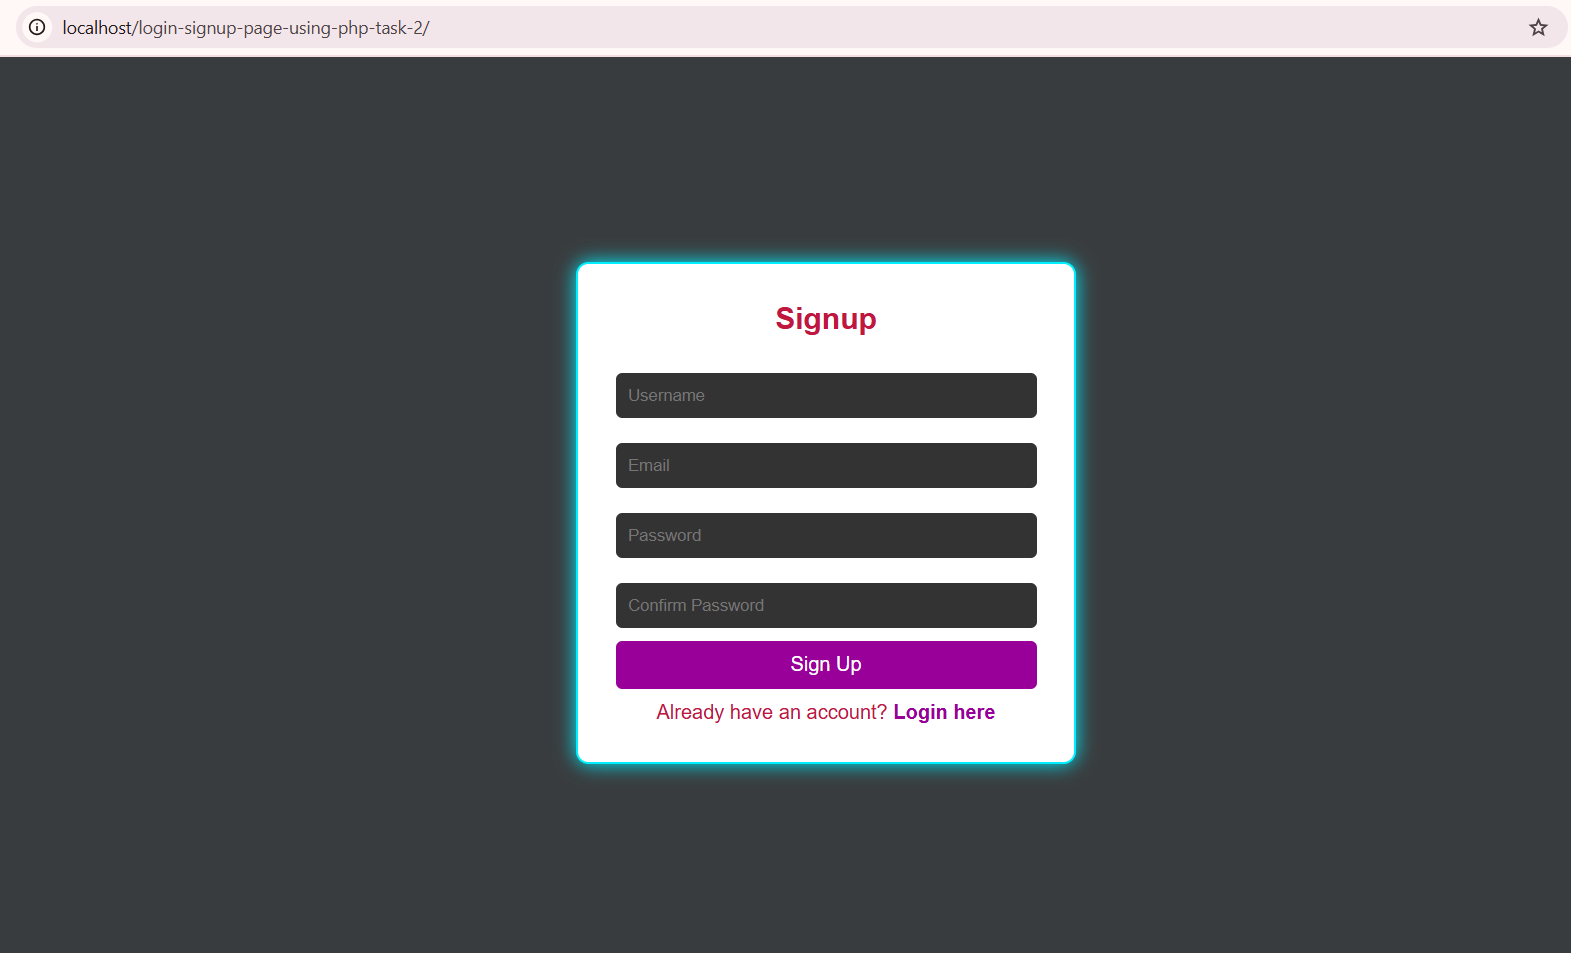 localhost/login-signup-page-using-php-task-2/
Signup
Username
Email
Password
Confirm Password
Sign Up
Already have an account? Login here